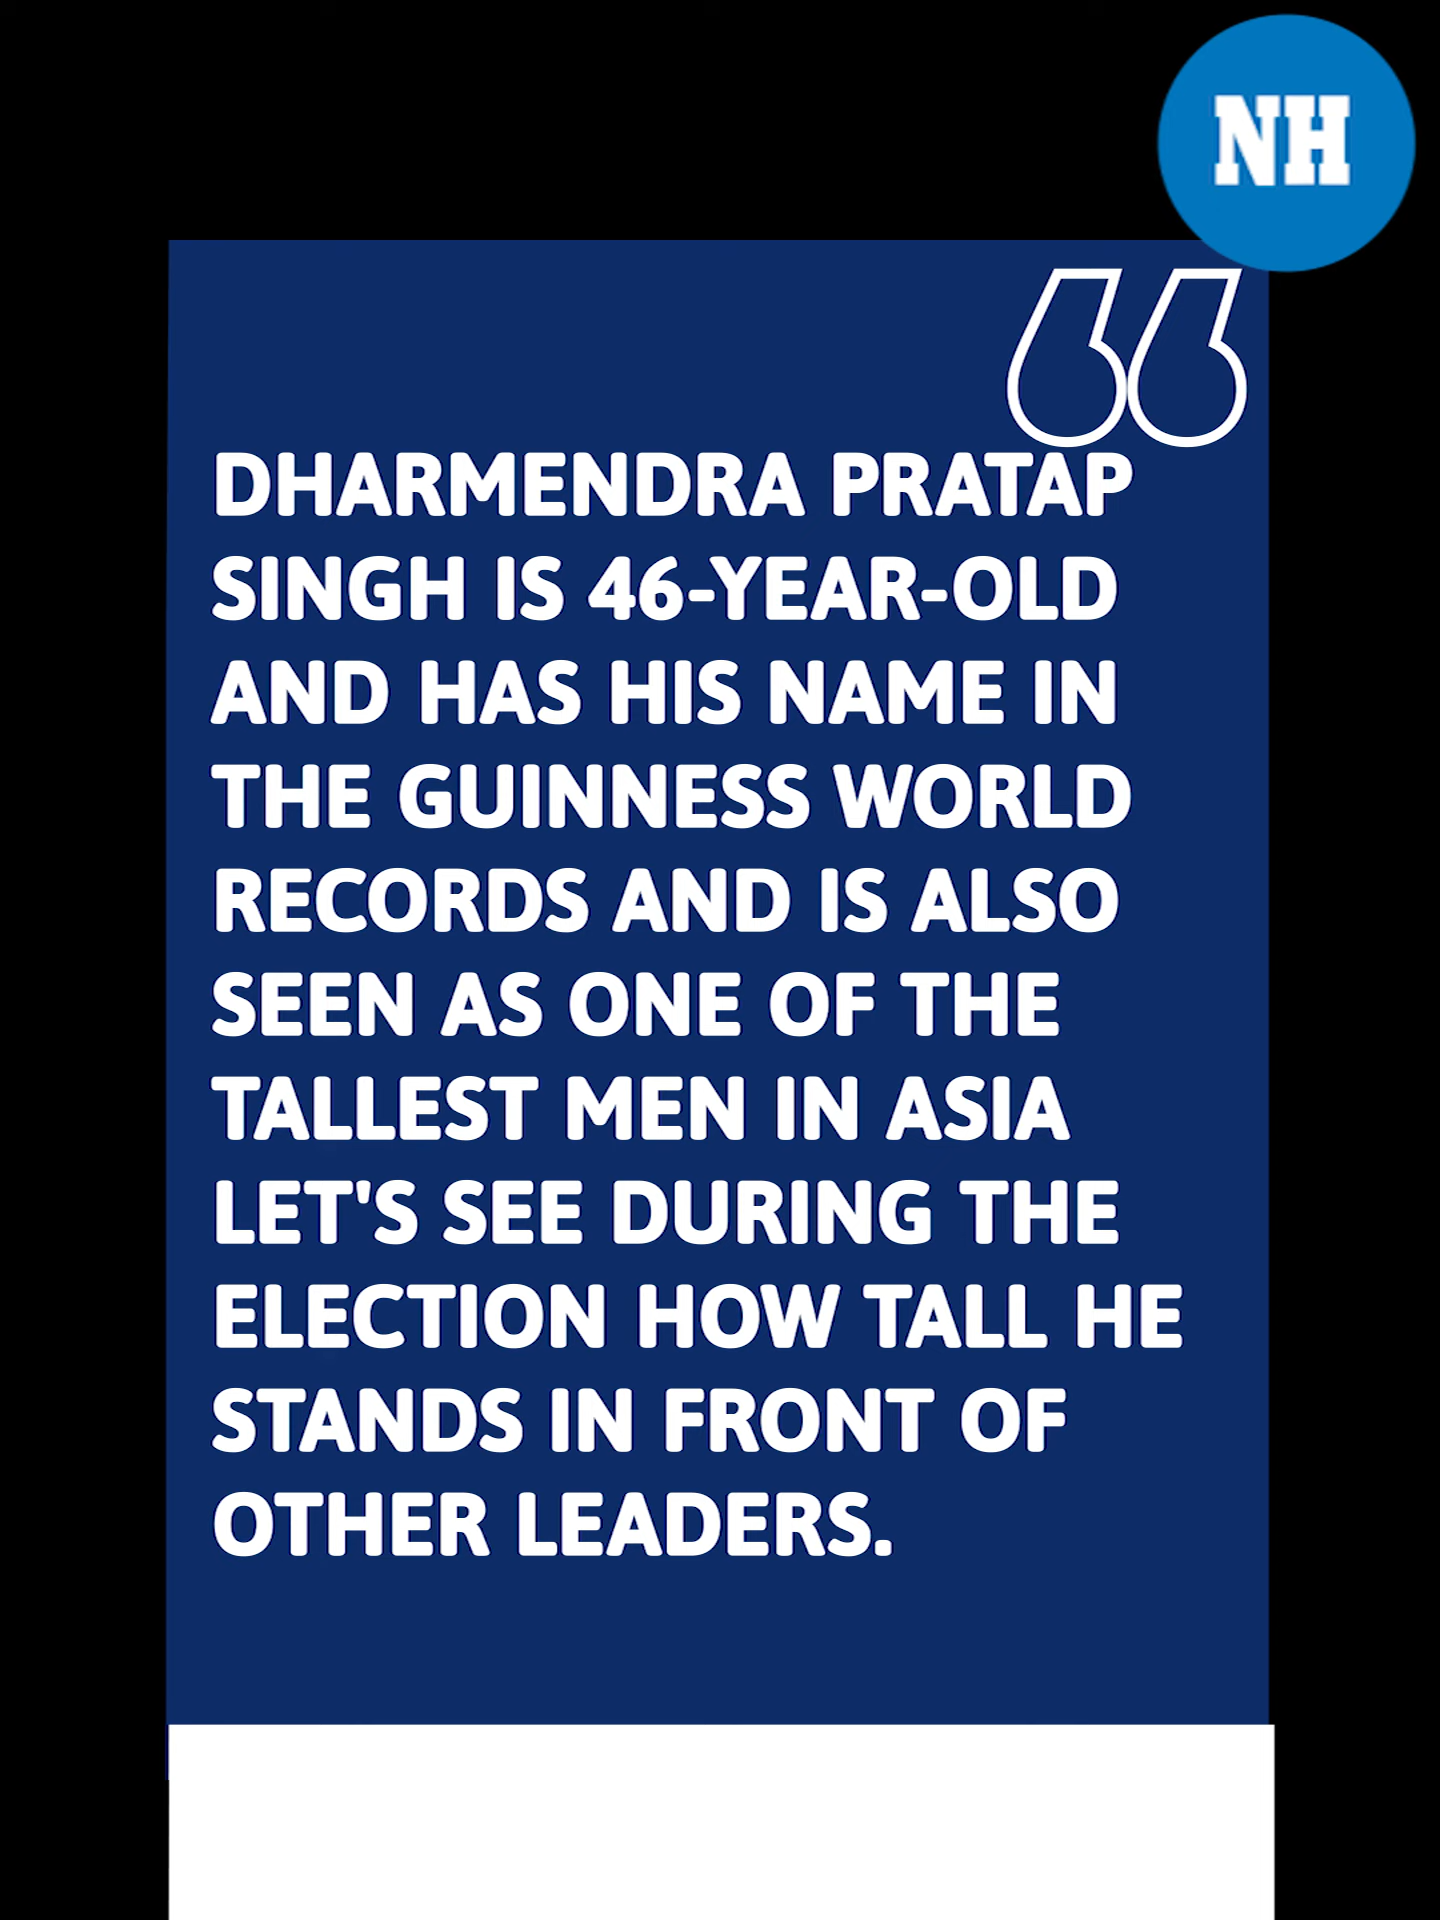 NH
DHARMENDRA PRATAP
SINGH IS 46-YEAR-OLD
AND HAS HIS NAME IN
THE GUINNESS WORLD
RECORDS AND IS ALSO
SEEN AS ONE OF THE
TALLEST MEN IN ASIA
LET'S SEE DURING THE
ELECTION HOW TALL HE
STANDS IN FRONT OF
OTHER LEADERS.